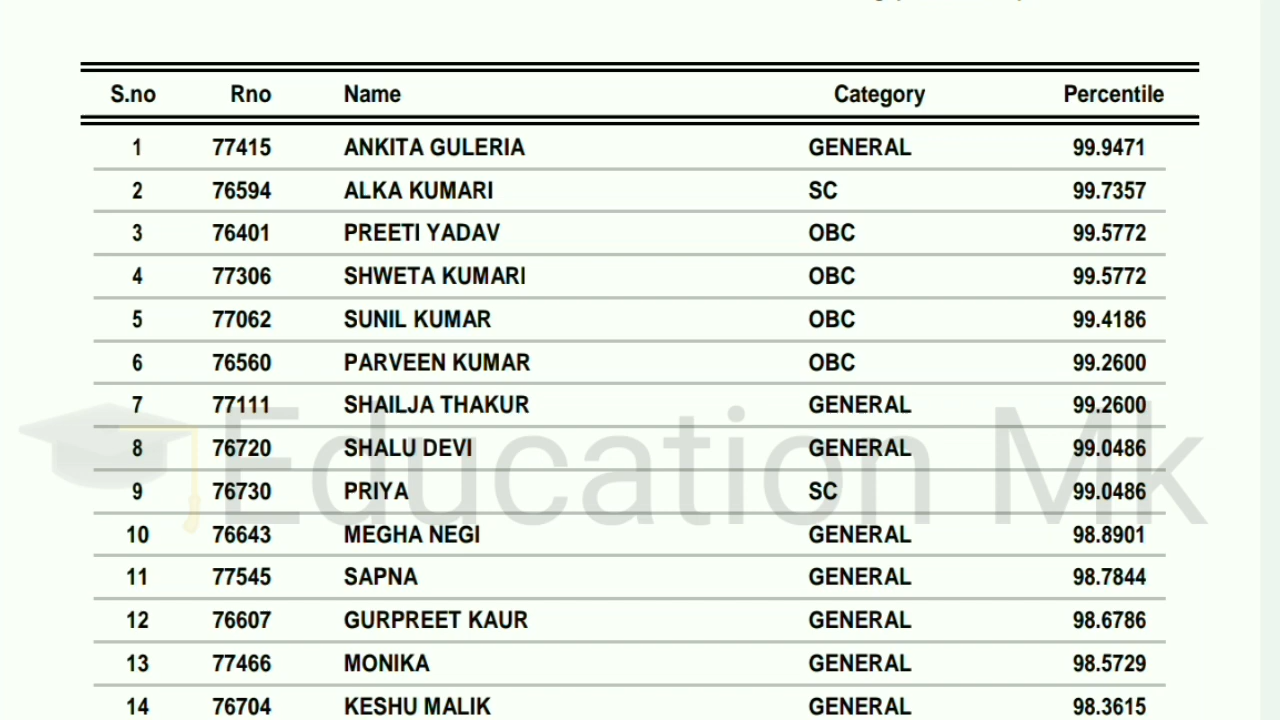 S.no Rno Name Category Percentile
1 77415 ANKITA GULERIA GENERAL 99.9471
2 76594 ALKA KUMARI SC 99.7357
3 76401 PREETI YADAV OBC 99.5772
4 77306 SHWETA KUMARI OBC 99.5772
5 77062 SUNIL KUMAR OBC 99.4186
6 76560 PARVEEN KUMAR OBC 99.2600
7 77111 SHAILJA THAKUR GENERAL 99.2600
8 76720 SHALU DEVI GENERAL 99.0486
Education Mk
9 76730 PRIYA SC 99.0486
10 76643 MEGHA NEGI GENERAL 98.8901
11 77545 SAPNA GENERAL 98.7844
12 76607 GURPREET KAUR GENERAL 98.6786
13 77466 MONIKA GENERAL 98.5729
14 76704 KESHU MALIK GENERAL 98.3615